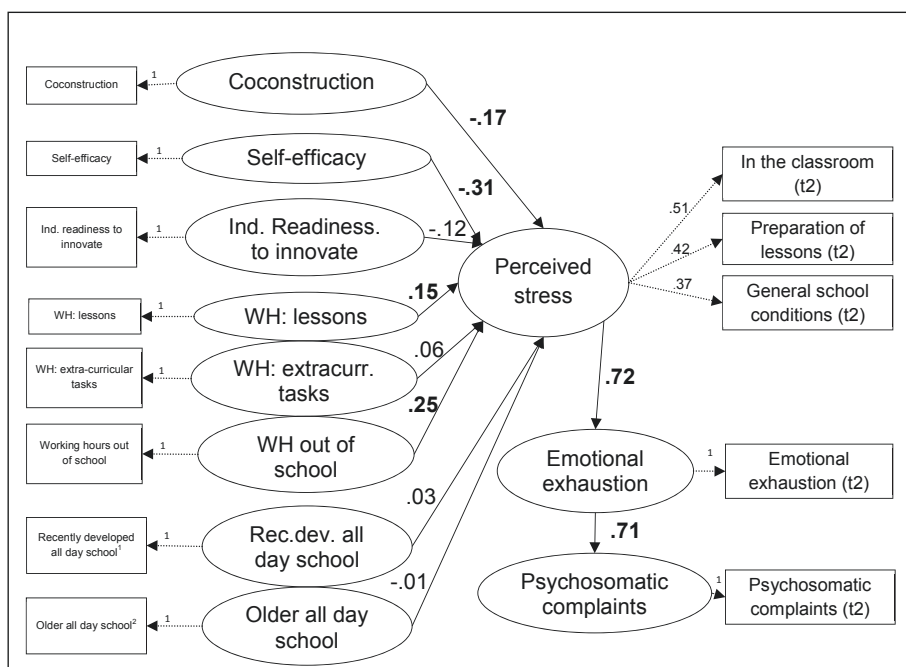 Coconstruction
1
Coconstruction
-.17
Self-efficacy
1
Self-efficacy
-.31
Ind. readiness to
innovate
1
Ind. Readiness.
to innovate
-.12
WH: lessons
1
WH: lessons
.15
WH: extra-curricular
tasks
1
WH: extracurr.
tasks
.06
Working hours out
of school
1
WH out of
school
.25
Recently developed
all day school1
1
Rec.dev. all
day school
.03
Older all day school2
1
Older all day
school
-.01
Perceived
stress
.51
In the classroom
(t2)
.42
Preparation of
lessons (t2)
.37
General school
conditions (t2)
.72
Emotional
exhaustion
1
Emotional
exhaustion (t2)
.71
Psychosomatic
complaints
1
Psychosomatic
complaints (t2)